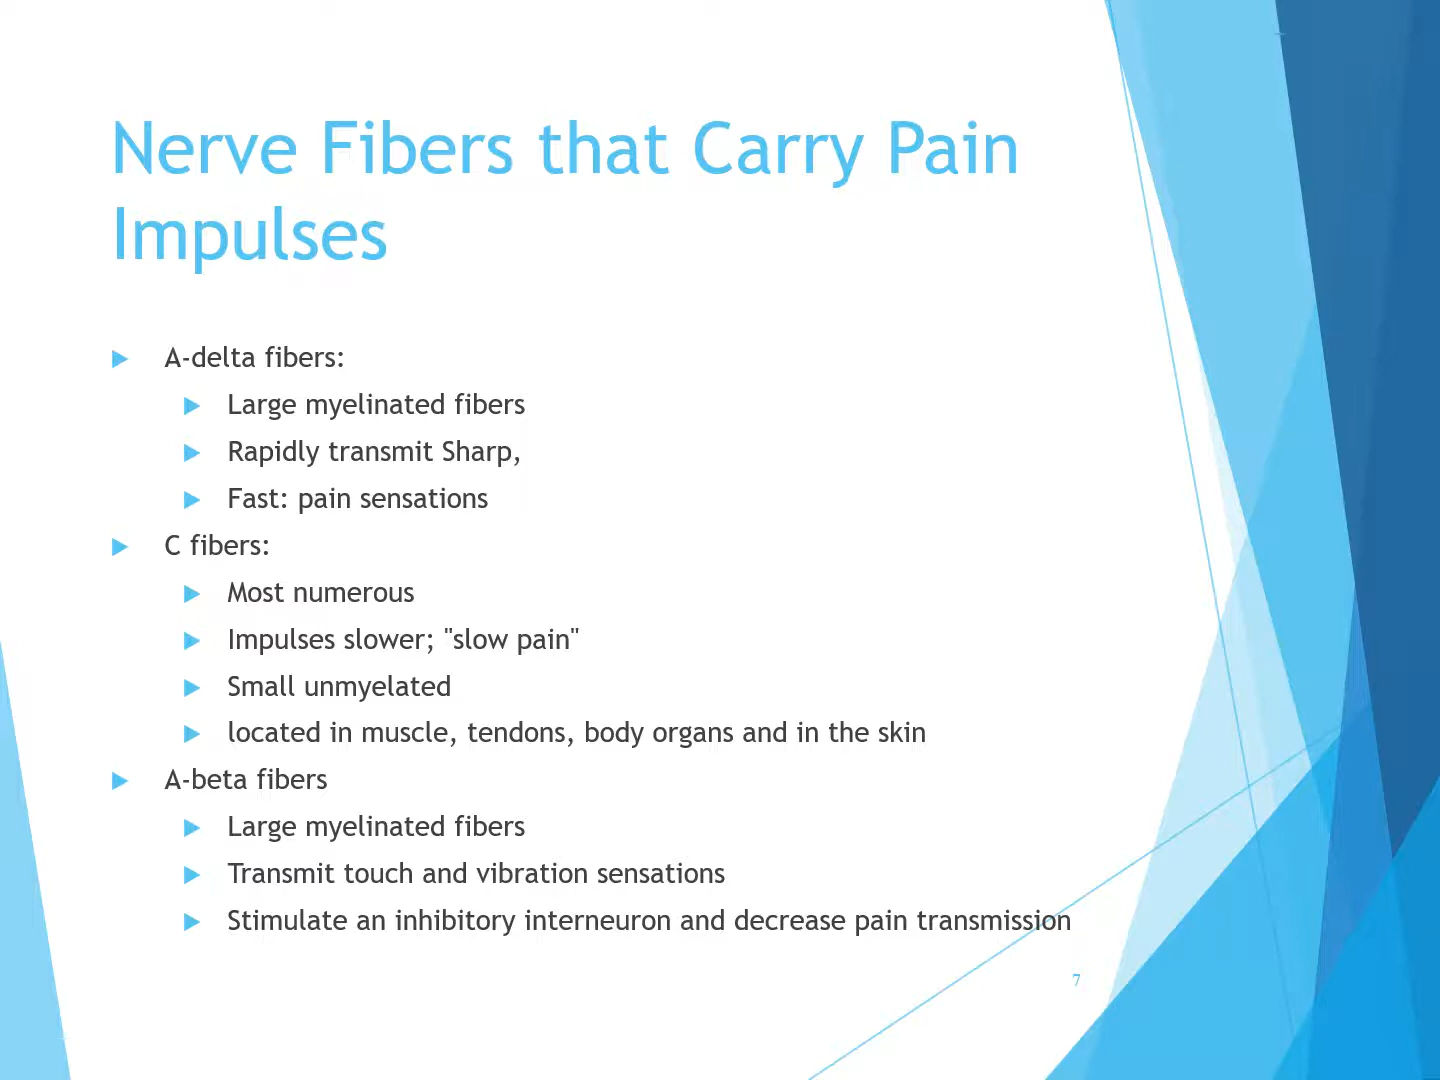 Nerve Fibers that Carry Pain
Impulses
A-delta fibers:
Large myelinated fibers
Rapidly transmit Sharp,
Fast: pain sensations
C fibers:
Most numerous
Impulses slower; "slow pain"
Small unmyelated
located in muscle, tendons, body organs and in the skin
A-beta fibers
Large myelinated fibers
Transmit touch and vibration sensations
Stimulate an inhibitory interneuron and decrease pain transmission
7